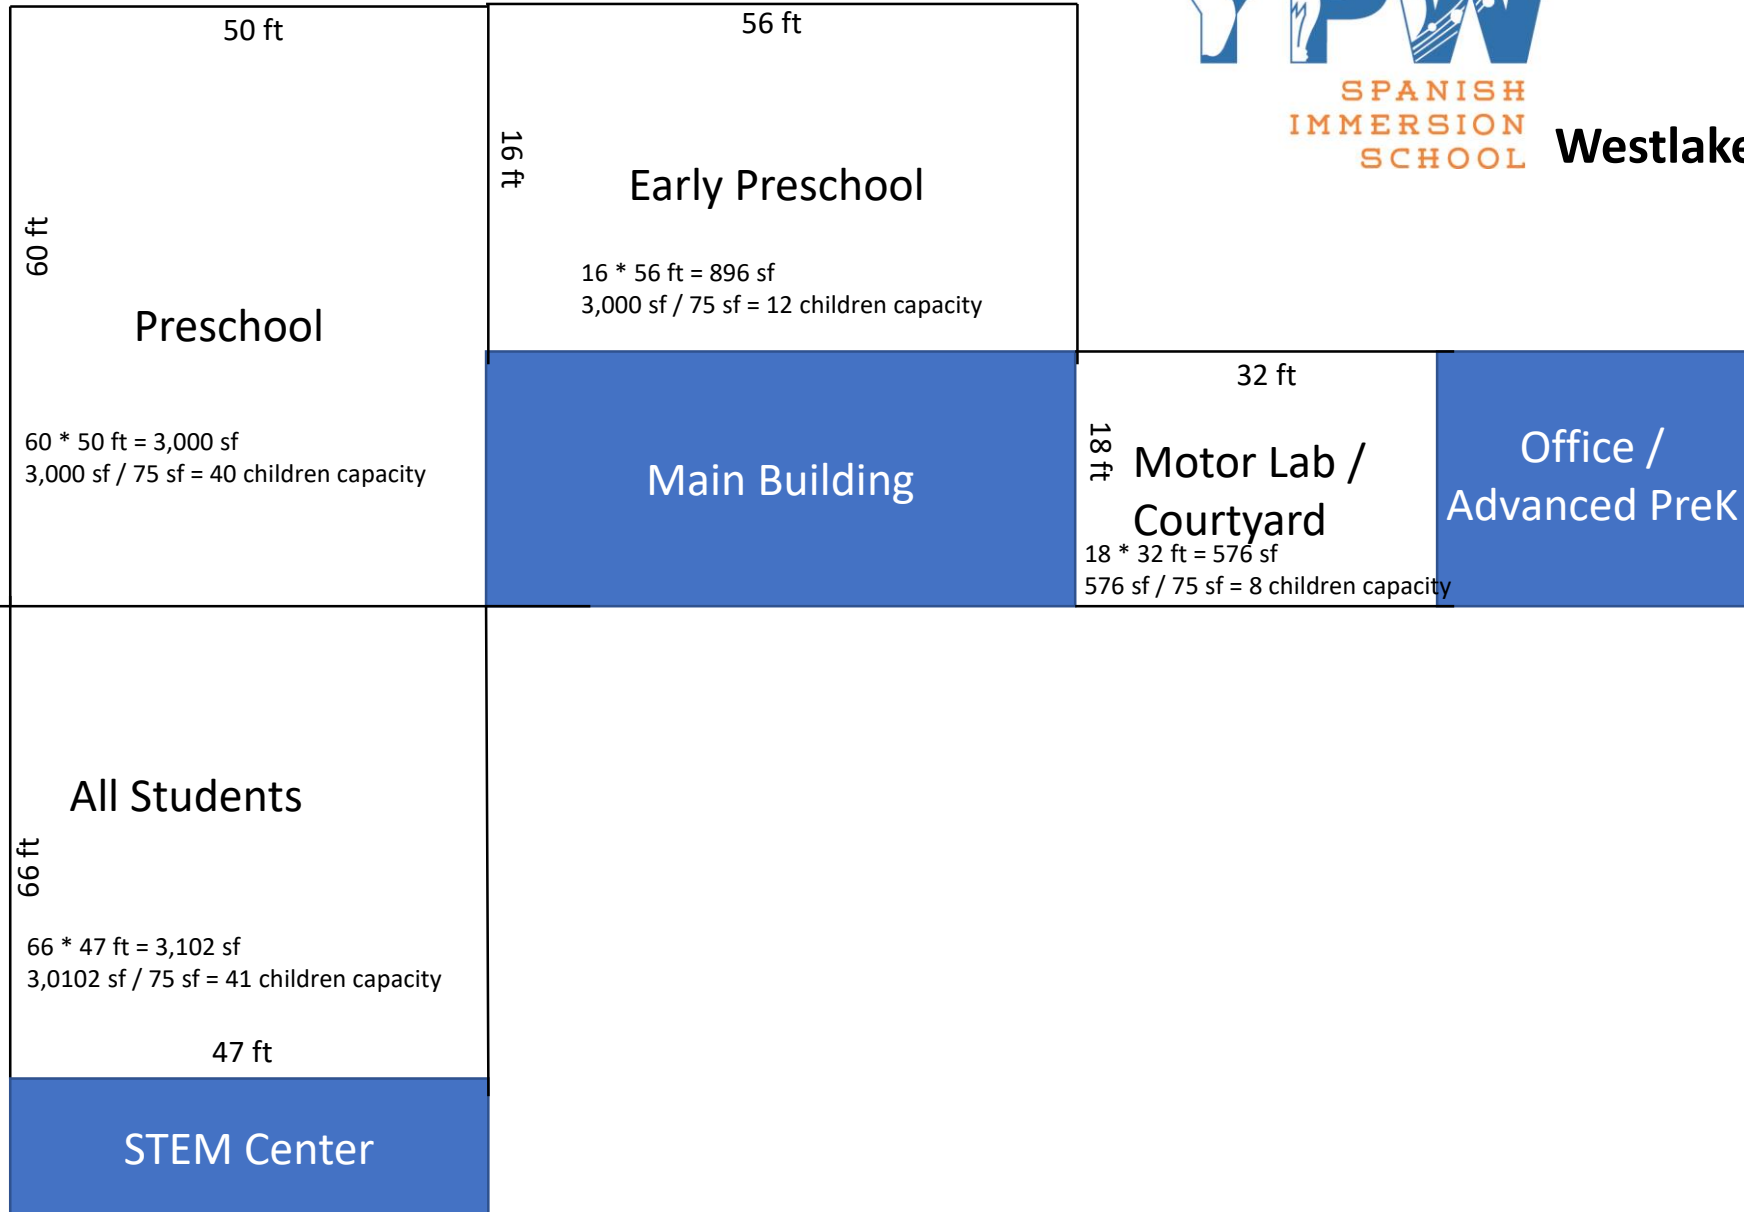 50 ft
60 ft
Preschool
60 * 50 ft = 3,000 sf
3,000 sf / 75 sf = 40 children capacity
56 ft
16 ft
Early Preschool
16 * 56 ft = 896 sf
3,000 sf / 75 sf = 12 children capacity
YPW
SPANISH
IMMERSION
SCHOOL
Westlake
Main Building
32 ft
18 ft
Motor Lab /
Courtyard
18 * 32 ft = 576 sf
576 sf / 75 sf = 8 children capacity
Office /
Advanced PreK
All Students
66 ft
66 * 47 ft = 3,102 sf
3,0102 sf / 75 sf = 41 children capacity
47 ft
STEM Center